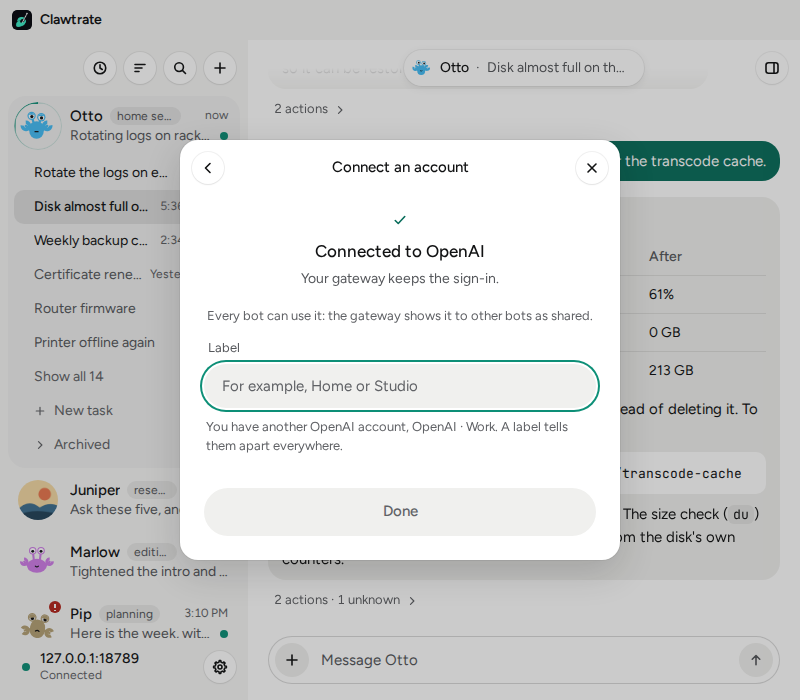 Clawtrate
Otto · Disk almost full on th...
2 actions
Otto home se... now
Rotating logs on rack...
Rotate the logs on e...
Disk almost full o... 5:36
Weekly backup c... 2:34
Certificate rene... Yeste
Router firmware
Printer offline again
Show all 14
New task
Archived
Juniper rese...
Ask these five, an
Marlow editi...
Tightened the intro and ...
Pip planning 3:10 PM
Here is the week. wit...
127.0.0.1:18789
Connected
Connect an account
Connected to OpenAI
Your gateway keeps the sign-in.
Every bot can use it: the gateway shows it to other bots as shared.
Label
For example, Home or Studio
You have another OpenAI account, OpenAI · Work. A label tells
them apart everywhere.
Done
the transcode cache.
After
61%
0 GB
213 GB
ead of deleting it. To
/transcode-cache
The size check ( du )
om the disk's own
counters.
2 actions · 1 unknown
Message Otto